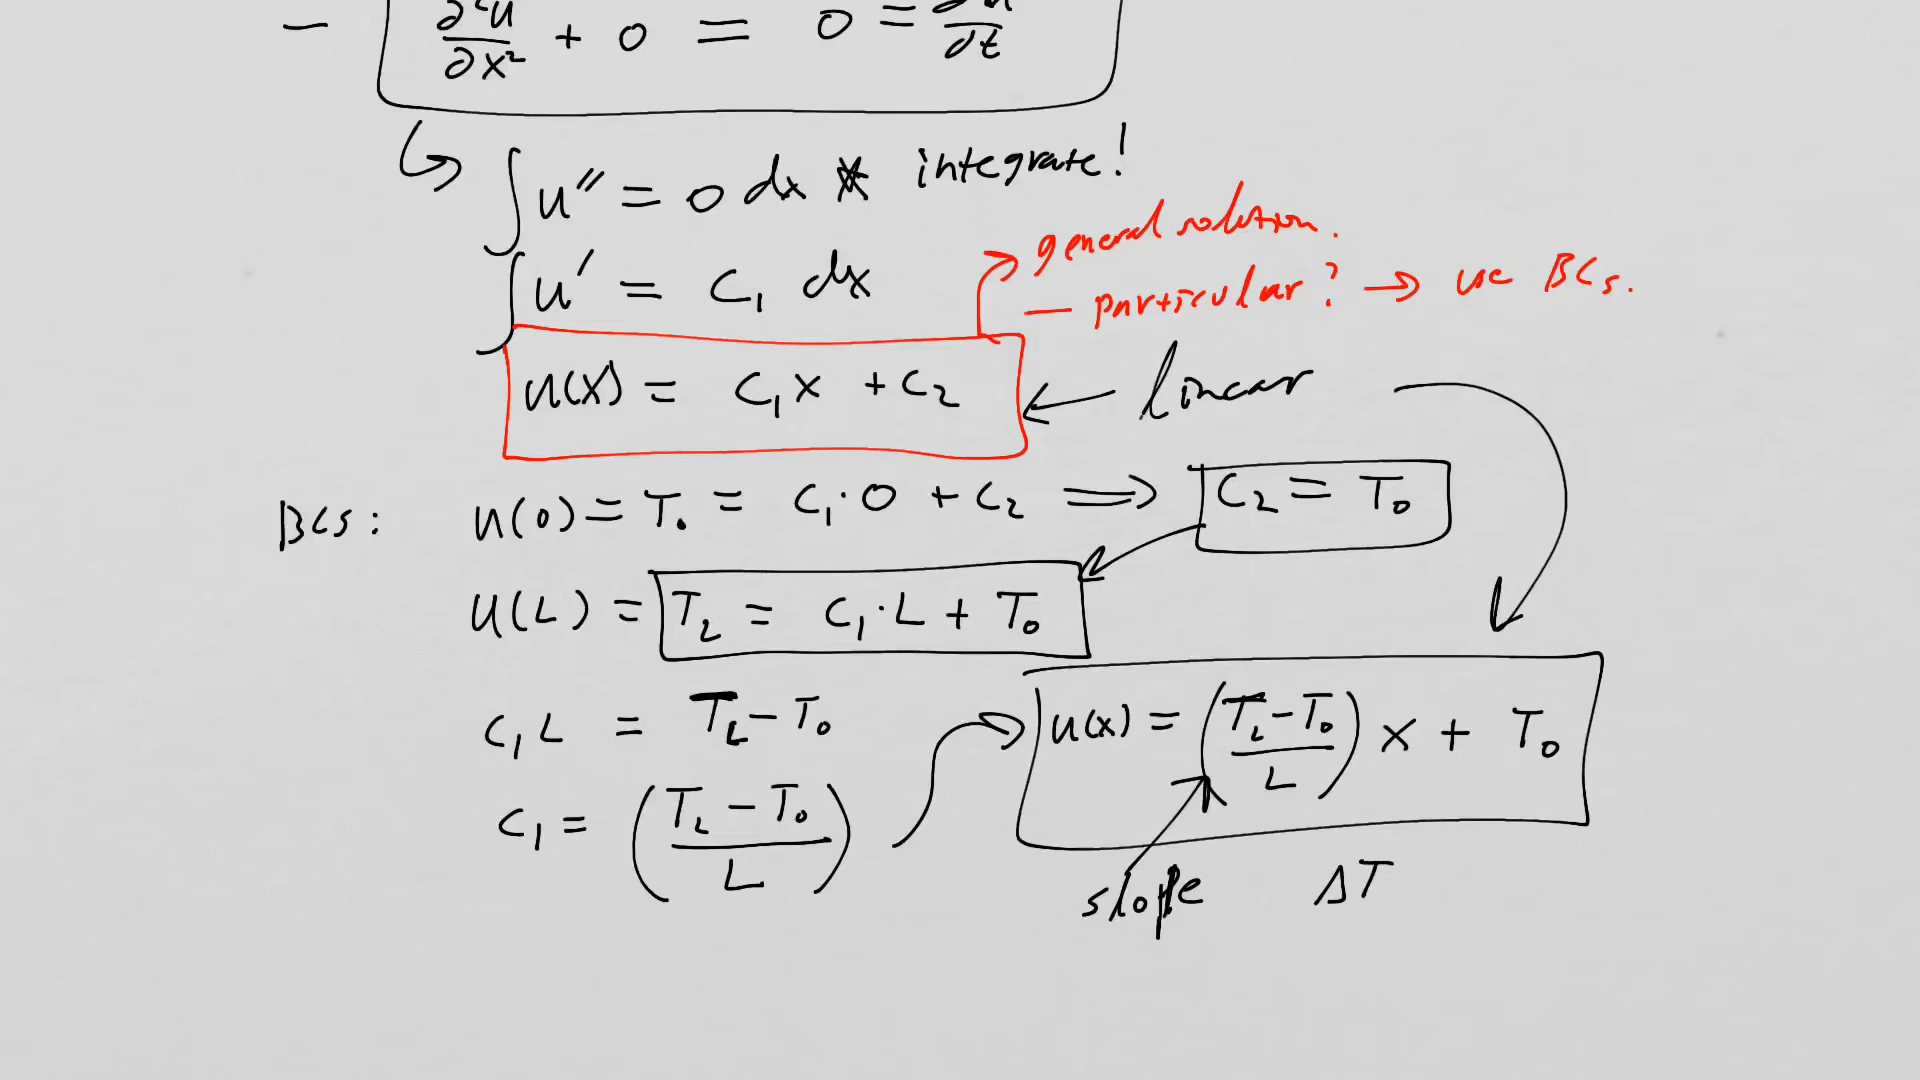 − ∂²u/∂x² + 0 = 0 = ∂u/∂t
∫ u″ = 0 dx * integrate!
∫ u′ = C₁ dx
general solution.
— particular? → use BCs.
u(x) = C₁x + C₂ ← linear
BCs: u(0) = T₀ = C₁·0 + C₂ ⟹ C₂ = T₀
u(L) = T_L = C₁·L + T₀
C₁L = T_L − T₀
u(x) = (T_L − T₀ / L) x + T₀
C₁ = (T_L − T₀ / L)
slope ΔT